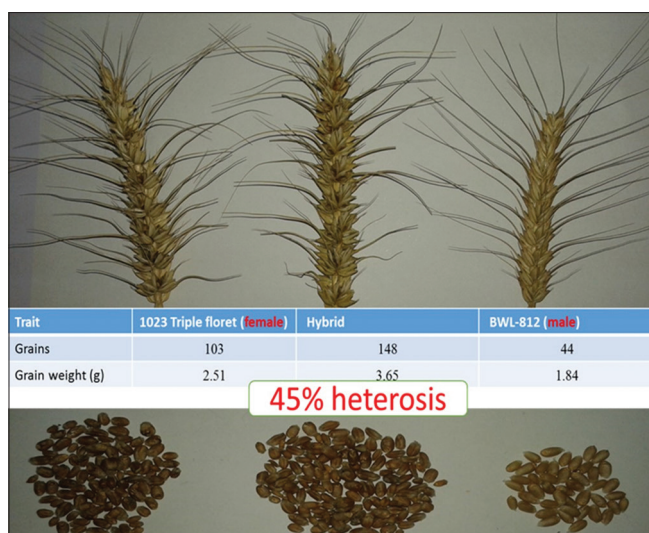 Trait 1023 Triple floret (female) Hybrid BWL-812 (male)
Grains 103 148 44
Grain weight (g) 2.51 3.65 1.84
45% heterosis